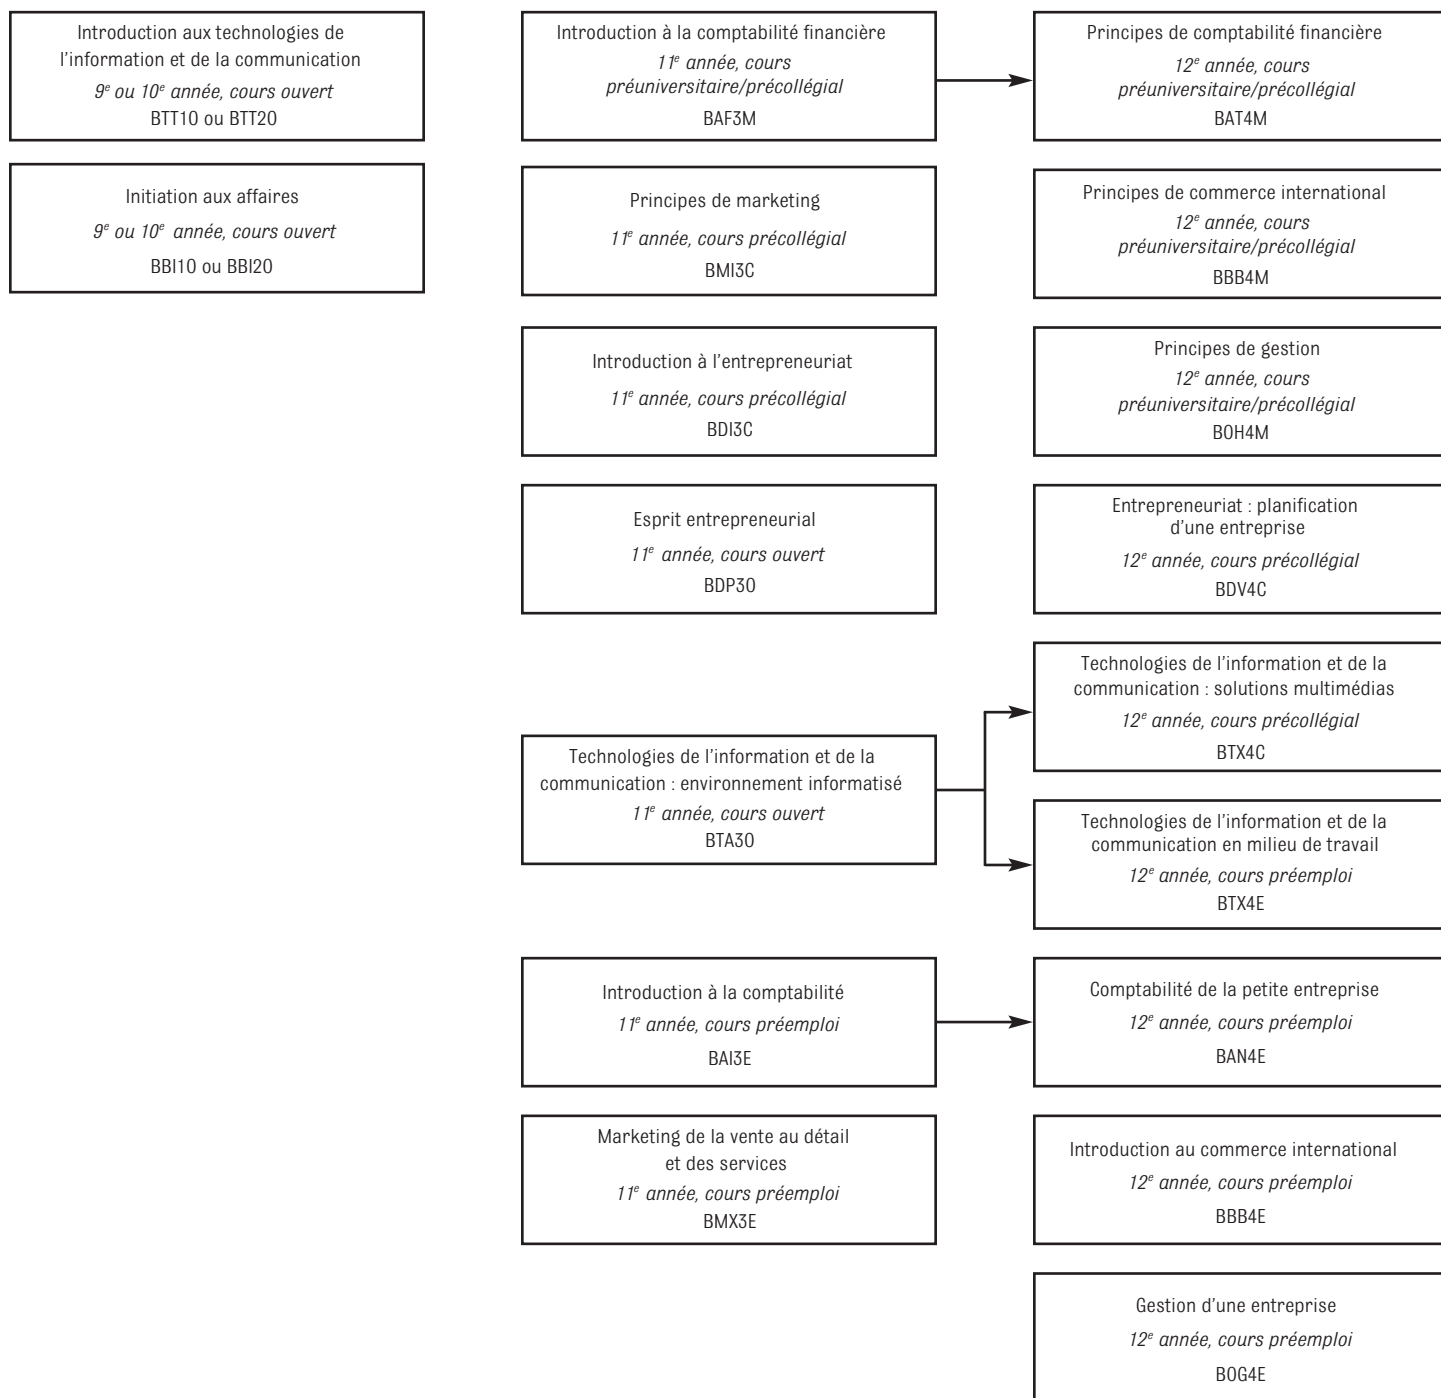 Introduction aux technologies de
l'information et de la communication
9e ou 10e année, cours ouvert
BTT1O ou BTT2O
Initiation aux affaires
9e ou 10e année, cours ouvert
BBI1O ou BBI2O
Introduction à la comptabilité financière
11e année, cours
préuniversitaire/précollégial
BAF3M
Principes de marketing
11e année, cours précollégial
BMI3C
Introduction à l'entrepreneuriat
11e année, cours précollégial
BDI3C
Esprit entrepreneurial
11e année, cours ouvert
BDP3O
Technologies de l'information et de la
communication : environnement informatisé
11e année, cours ouvert
BTA3O
Introduction à la comptabilité
11e année, cours préemploi
BAI3E
Marketing de la vente au détail
et des services
11e année, cours préemploi
BMX3E
Principes de comptabilité financière
12e année, cours
préuniversitaire/précollégial
BAT4M
Principes de commerce international
12e année, cours
préuniversitaire/précollégial
BBB4M
Principes de gestion
12e année, cours
préuniversitaire/précollégial
BOH4M
Entrepreneuriat : planification
d'une entreprise
12e année, cours précollégial
BDV4C
Technologies de l'information et de la
communication : solutions multimédias
12e année, cours précollégial
BTX4C
Technologies de l'information et de la
communication en milieu de travail
12e année, cours préemploi
BTX4E
Comptabilité de la petite entreprise
12e année, cours préemploi
BAN4E
Introduction au commerce international
12e année, cours préemploi
BBB4E
Gestion d'une entreprise
12e année, cours préemploi
BOG4E